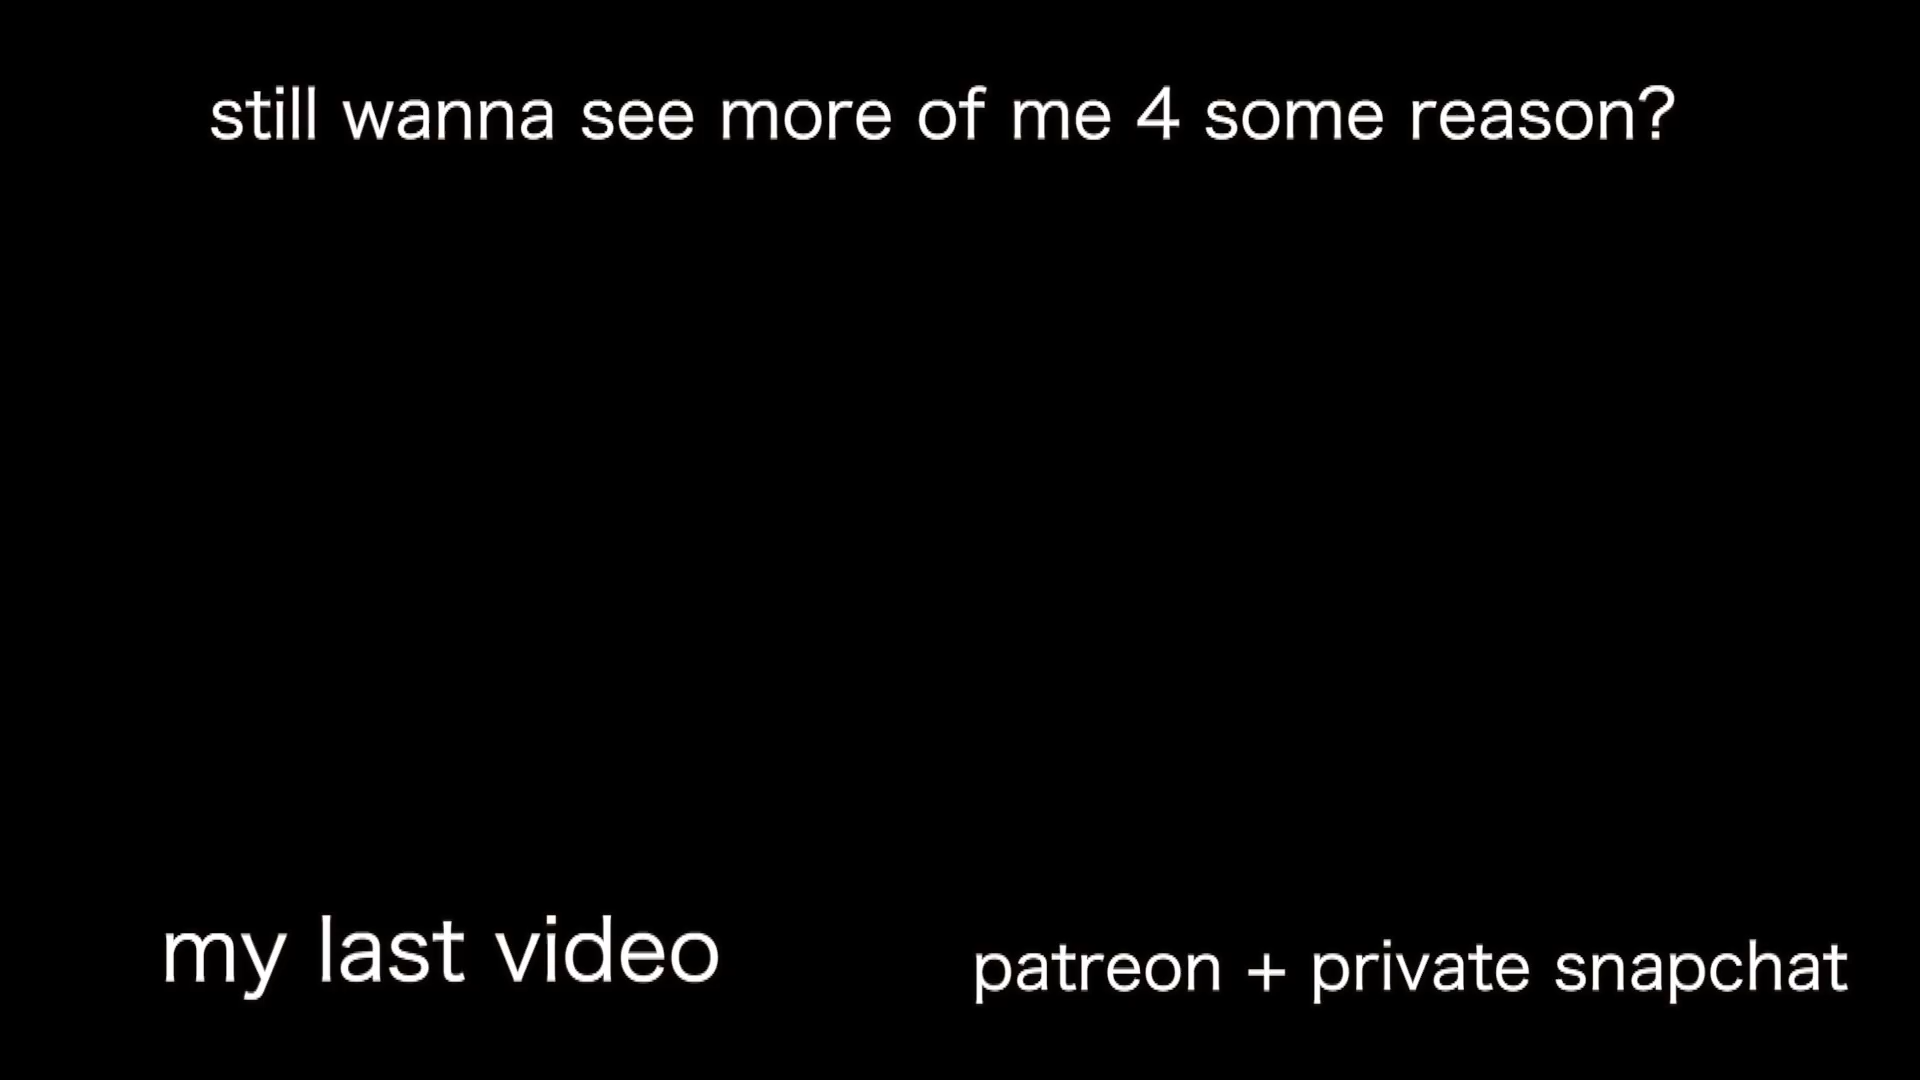 still wanna see more of me 4 some reason?
my last video
patreon + private snapchat